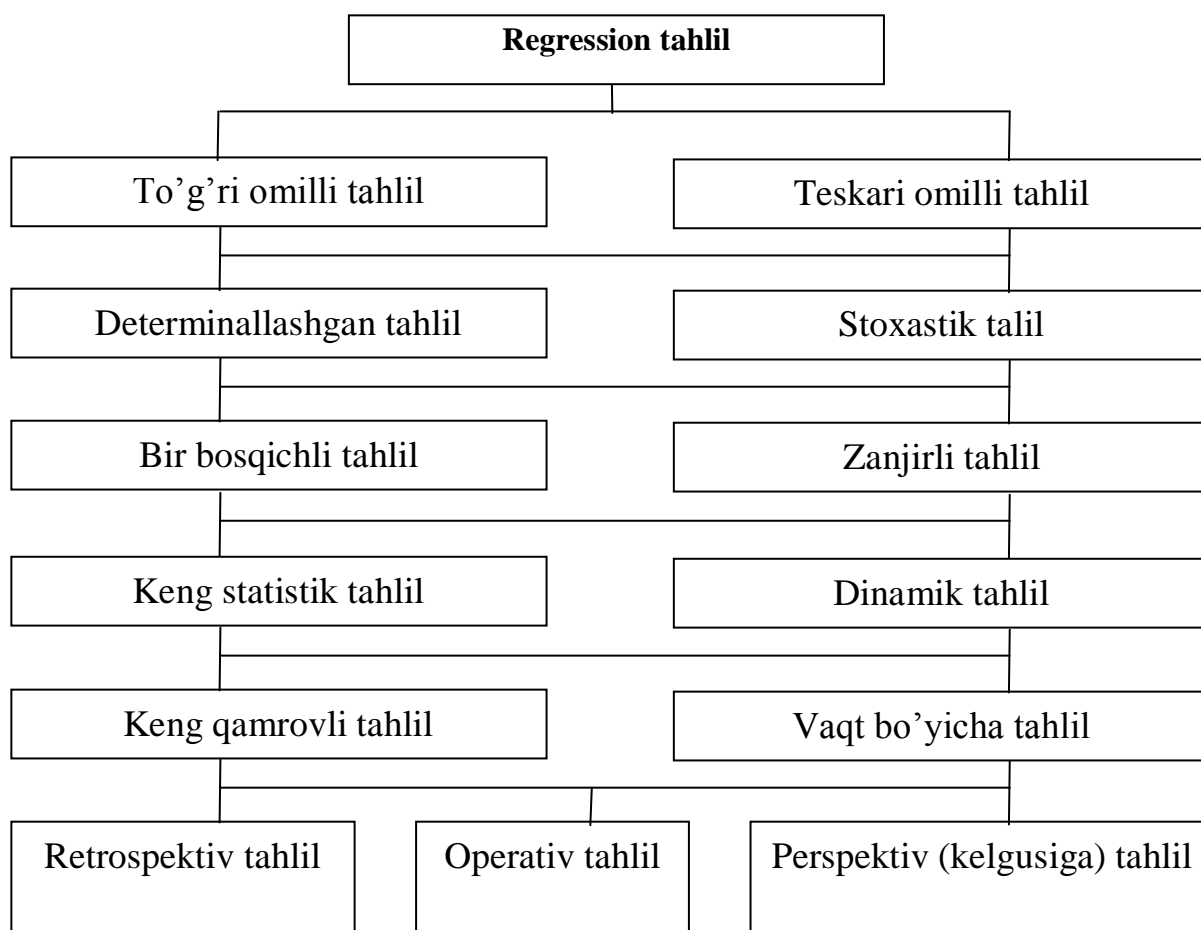 Regression tahlil
To’g’ri omilli tahlil
Teskari omilli tahlil
Determinallashgan tahlil
Stoxastik talil
Bir bosqichli tahlil
Zanjirli tahlil
Keng statistik tahlil
Dinamik tahlil
Keng qamrovli tahlil
Vaqt bo’yicha tahlil
Retrospektiv tahlil
Operativ tahlil
Perspektiv (kelgusiga) tahlil